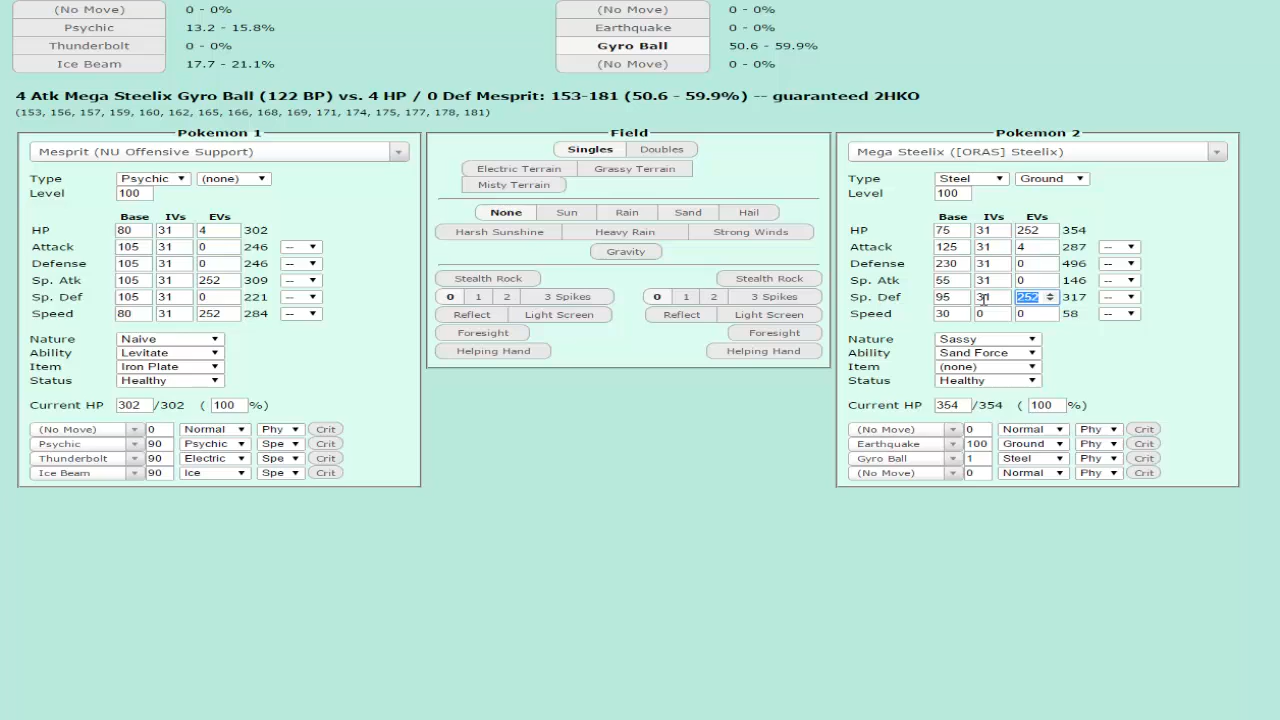 (No Move) 0 - 0% (No Move) 0 - 0%
Psychic 13.2 - 15.8% Earthquake 0 - 0%
Thunderbolt 0 - 0% Gyro Ball 50.6 - 59.9%
Ice Beam 17.7 - 21.1% (No Move) 0 - 0%
4 Atk Mega Steelix Gyro Ball (122 BP) vs. 4 HP / 0 Def Mesprit: 153-181 (50.6 - 59.9%) -- guaranteed 2HKO
(153, 156, 157, 159, 160, 162, 165, 166, 168, 169, 171, 174, 175, 177, 178, 181)
Pokemon 1
Mesprit (NU Offensive Support)
Type Psychic (none)
Level 100
Base IVs EVs
HP 80 31 4 302
Attack 105 31 0 246 --
Defense 105 31 0 246 --
Sp. Atk 105 31 252 309 --
Sp. Def 105 31 0 221 --
Speed 80 31 252 284 --
Nature Naive
Ability Levitate
Item Iron Plate
Status Healthy
Current HP 302 /302 ( 100 %)
(No Move) 0 Normal Phy Crit
Psychic 90 Psychic Spe Crit
Thunderbolt 90 Electric Spe Crit
Ice Beam 90 Ice Spe Crit
Field
Singles Doubles
Electric Terrain Grassy Terrain
Misty Terrain
None Sun Rain Sand Hail
Harsh Sunshine Heavy Rain Strong Winds
Gravity
Stealth Rock Stealth Rock
0 1 2 3 Spikes 0 1 2 3 Spikes
Reflect Light Screen Reflect Light Screen
Foresight Foresight
Helping Hand Helping Hand
Pokemon 2
Mega Steelix ([ORAS] Steelix)
Type Steel Ground
Level 100
Base IVs EVs
HP 75 31 252 354
Attack 125 31 4 287 --
Defense 230 31 0 496 --
Sp. Atk 55 31 0 146 --
Sp. Def 95 31 252 317 --
Speed 30 0 0 58 --
Nature Sassy
Ability Sand Force
Item (none)
Status Healthy
Current HP 354 /354 ( 100 %)
(No Move) 0 Normal Phy Crit
Earthquake 100 Ground Phy Crit
Gyro Ball 1 Steel Phy Crit
(No Move) 0 Normal Phy Crit